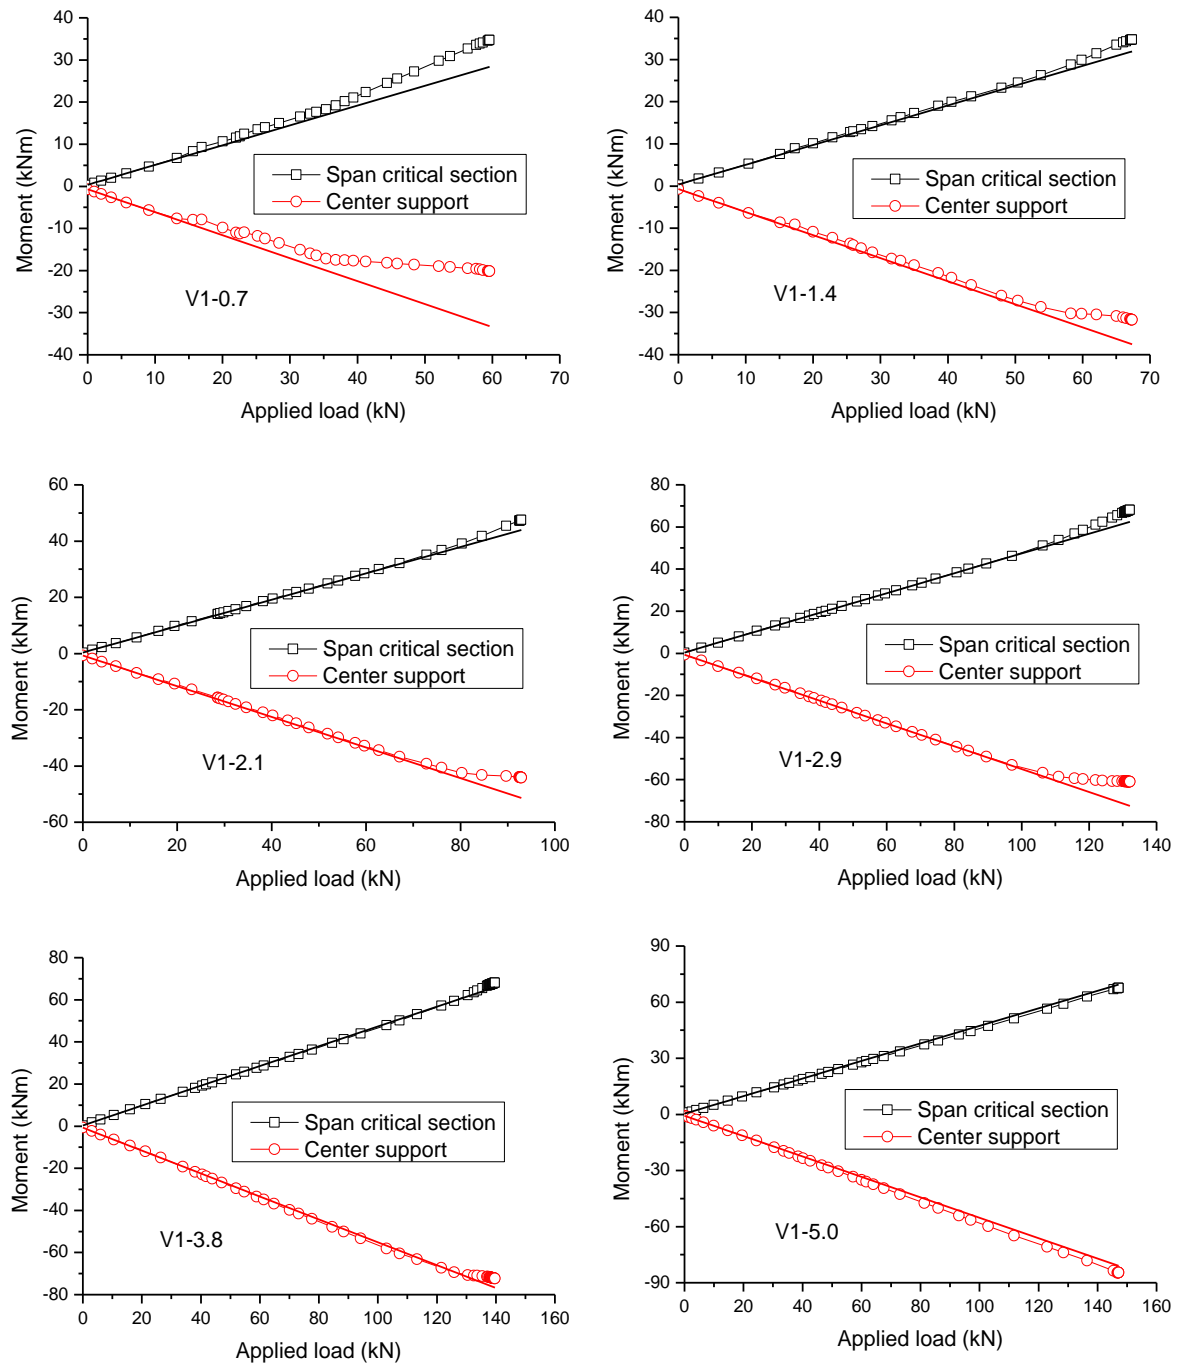 40
30
20
10
0
-10
-20
-30
-40
Moment (kNm)
Span critical section
Center support
V1-0.7
0 10 20 30 40 50 60 70
Applied load (kN)
40
30
20
10
0
-10
-20
-30
-40
Moment (kNm)
Span critical section
Center support
V1-1.4
0 10 20 30 40 50 60 70
Applied load (kN)
60
40
20
0
-20
-40
-60
Moment (kNm)
Span critical section
Center support
V1-2.1
0 20 40 60 80 100
Applied load (kN)
80
60
40
20
0
-20
-40
-60
-80
Moment (kNm)
Span critical section
Center support
V1-2.9
0 20 40 60 80 100 120 140
Applied load (kN)
80
60
40
20
0
-20
-40
-60
-80
Moment (kNm)
Span critical section
Center support
V1-3.8
0 20 40 60 80 100 120 140 160
Applied load (kN)
90
60
30
0
-30
-60
-90
Moment (kNm)
Span critical section
Center support
V1-5.0
0 20 40 60 80 100 120 140 160
Applied load (kN)